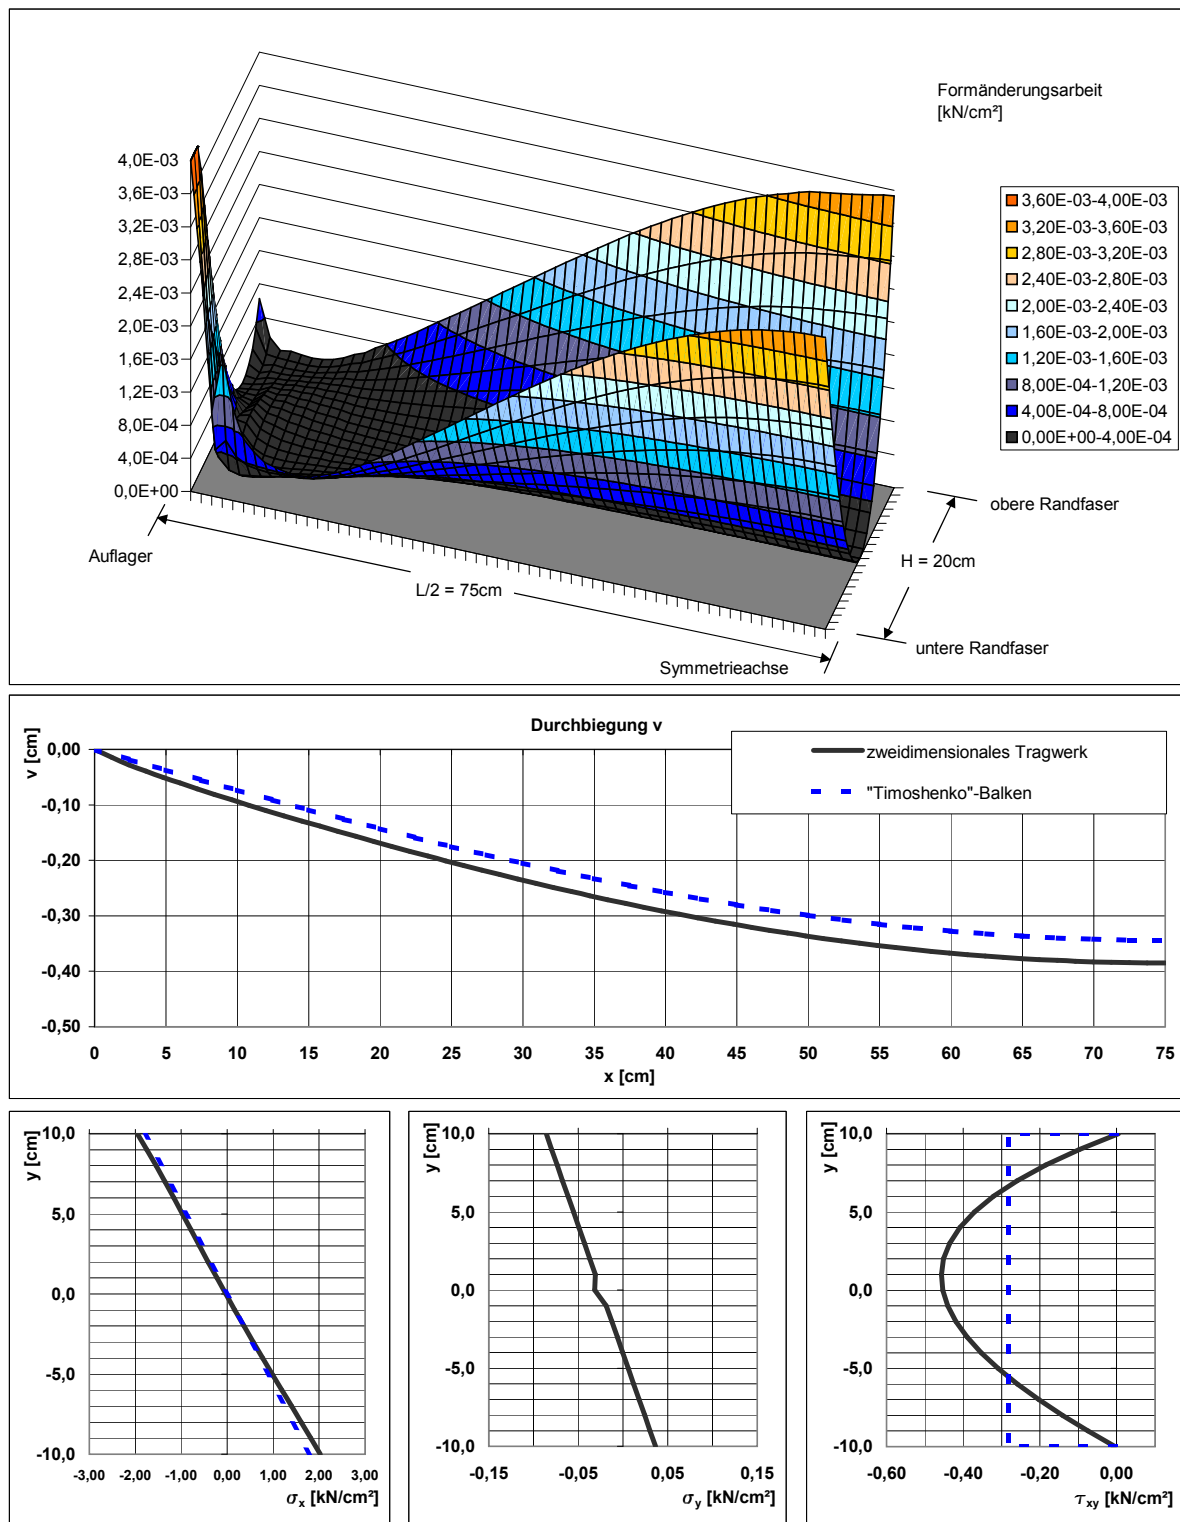 Formänderungsarbeit
[kN/cm²]
4,0E-03
3,6E-03
3,2E-03
2,8E-03
2,4E-03
2,0E-03
1,6E-03
1,2E-03
8,0E-04
4,0E-04
0,0E+00
3,60E-03-4,00E-03
3,20E-03-3,60E-03
2,80E-03-3,20E-03
2,40E-03-2,80E-03
2,00E-03-2,40E-03
1,60E-03-2,00E-03
1,20E-03-1,60E-03
8,00E-04-1,20E-03
4,00E-04-8,00E-04
0,00E+00-4,00E-04
Auflager
L/2 = 75cm
Symmetrieachse
obere Randfaser
H = 20cm
untere Randfaser
Durchbiegung v
v [cm]
0,00
-0,10
-0,20
-0,30
-0,40
-0,50
zweidimensionales Tragwerk
"Timoshenko"-Balken
0 5 10 15 20 25 30 35 40 45 50 55 60 65 70 75
x [cm]
y [cm]
10,0
5,0
0,0
-5,0
-10,0
-3,00 -2,00 -1,00 0,00 1,00 2,00 3,00
σx [kN/cm²]
y [cm]
10,0
5,0
0,0
-5,0
-10,0
-0,15 -0,05 0,05 0,15
σy [kN/cm²]
y [cm]
10,0
5,0
0,0
-5,0
-10,0
-0,60 -0,40 -0,20 0,00
τxy [kN/cm²]